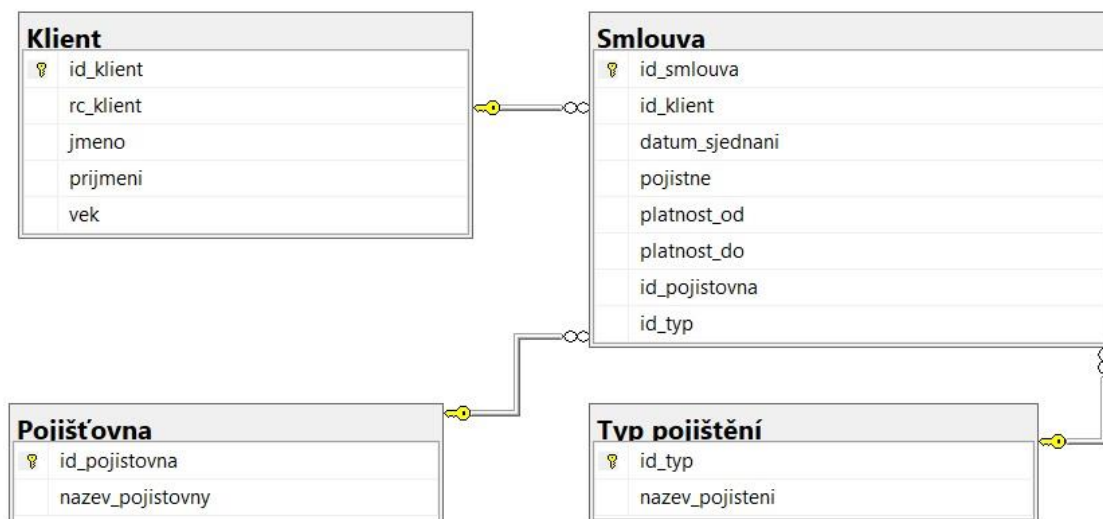 Klient
id_klient
rc_klient
jmeno
prijmeni
vek
Smlouva
id_smlouva
id_klient
datum_sjednani
pojistne
platnost_od
platnost_do
id_pojistovna
id_typ
Pojišťovna
id_pojistovna
nazev_pojistovny
Typ pojištění
id_typ
nazev_pojisteni